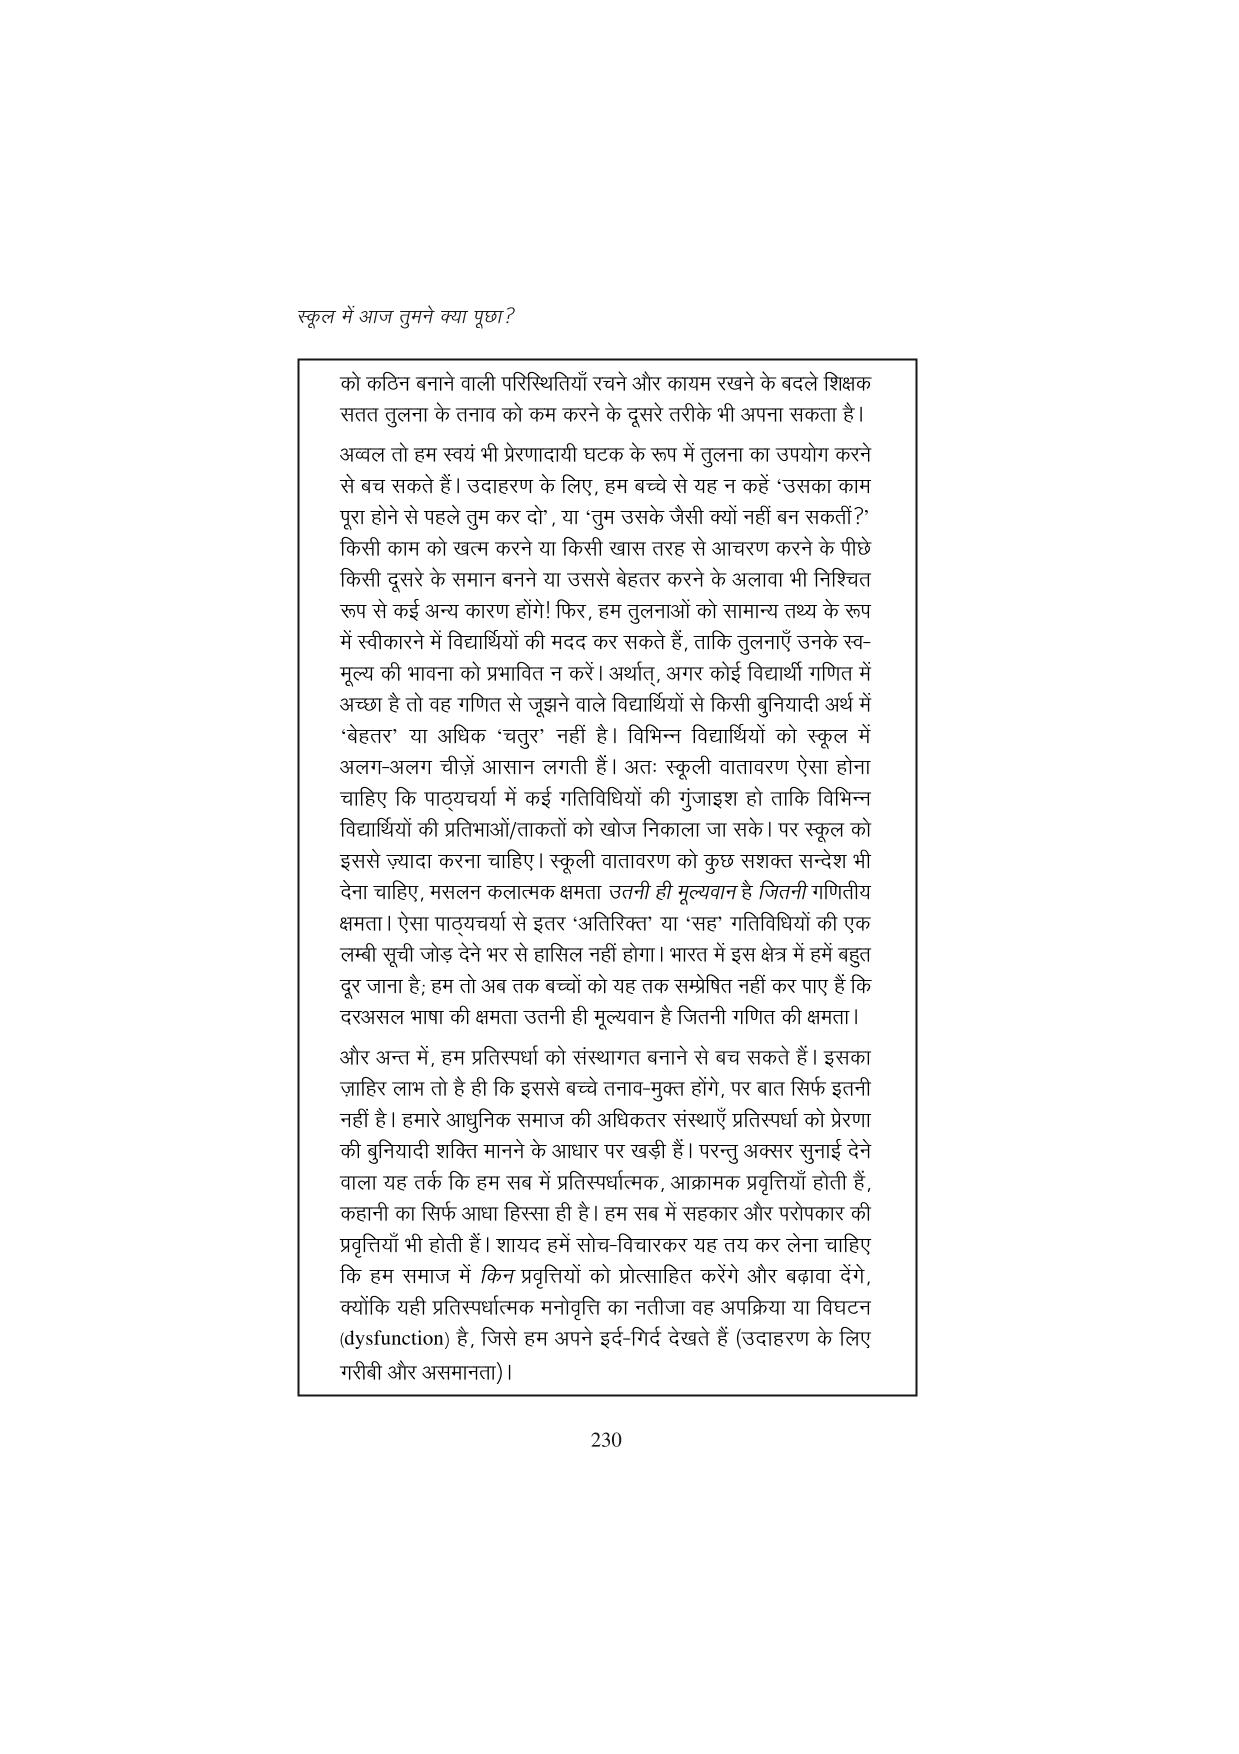 स्कूल में आज तुमने क्या पूछा?
को कठिन बनाने वाली परिस्थितियाँ रचने और कायम रखने के बदले शिक्षक
सतत तुलना के तनाव को कम करने के दूसरे तरीके भी अपना सकता है।
अव्वल तो हम स्वयं भी प्रेरणादायी घटक के रूप में तुलना का उपयोग करने
से बच सकते हैं। उदाहरण के लिए, हम बच्चे से यह न कहें ‘उसका काम
पूरा होने से पहले तुम कर दो’, या ‘तुम उसके जैसी क्यों नहीं बन सकतीं?’
किसी काम को खत्म करने या किसी खास तरह से आचरण करने के पीछे
किसी दूसरे के समान बनने या उससे बेहतर करने के अलावा भी निश्चित
रूप से कई अन्य कारण होंगे! फिर, हम तुलनाओं को सामान्य तथ्य के रूप
में स्वीकारने में विद्यार्थियों की मदद कर सकते हैं, ताकि तुलनाएँ उनके स्व-
मूल्य की भावना को प्रभावित न करें। अर्थात्, अगर कोई विद्यार्थी गणित में
अच्छा है तो वह गणित से जूझने वाले विद्यार्थियों से किसी बुनियादी अर्थ में
‘बेहतर’ या अधिक ‘चतुर’ नहीं है। विभिन्न विद्यार्थियों को स्कूल में
अलग-अलग चीज़ें आसान लगती हैं। अतः स्कूली वातावरण ऐसा होना
चाहिए कि पाठ्यचर्या में कई गतिविधियों की गुंजाइश हो ताकि विभिन्न
विद्यार्थियों की प्रतिभाओं/ताकतों को खोज निकाला जा सके। पर स्कूल को
इससे ज़्यादा करना चाहिए। स्कूली वातावरण को कुछ सशक्त सन्देश भी
देना चाहिए, मसलन कलात्मक क्षमता उतनी ही मूल्यवान है जितनी गणितीय
क्षमता। ऐसा पाठ्यचर्या से इतर ‘अतिरिक्त’ या ‘सह’ गतिविधियों की एक
लम्बी सूची जोड़ देने भर से हासिल नहीं होगा। भारत में इस क्षेत्र में हमें बहुत
दूर जाना है; हम तो अब तक बच्चों को यह तक सम्प्रेषित नहीं कर पाए हैं कि
दरअसल भाषा की क्षमता उतनी ही मूल्यवान है जितनी गणित की क्षमता।
और अन्त में, हम प्रतिस्पर्धा को संस्थागत बनाने से बच सकते हैं। इसका
ज़ाहिर लाभ तो है ही कि इससे बच्चे तनाव-मुक्त होंगे, पर बात सिर्फ इतनी
नहीं है। हमारे आधुनिक समाज की अधिकतर संस्थाएँ प्रतिस्पर्धा को प्रेरणा
की बुनियादी शक्ति मानने के आधार पर खड़ी हैं। परन्तु अक्सर सुनाई देने
वाला यह तर्क कि हम सब में प्रतिस्पर्धात्मक, आक्रामक प्रवृत्तियाँ होती हैं,
कहानी का सिर्फ आधा हिस्सा ही है। हम सब में सहकार और परोपकार की
प्रवृत्तियाँ भी होती हैं। शायद हमें सोच-विचारकर यह तय कर लेना चाहिए
कि हम समाज में किन प्रवृत्तियों को प्रोत्साहित करेंगे और बढ़ावा देंगे,
क्योंकि यही प्रतिस्पर्धात्मक मनोवृत्ति का नतीजा वह अपक्रिया या विघटन
(dysfunction) है, जिसे हम अपने इर्द-गिर्द देखते हैं (उदाहरण के लिए
गरीबी और असमानता)।
230